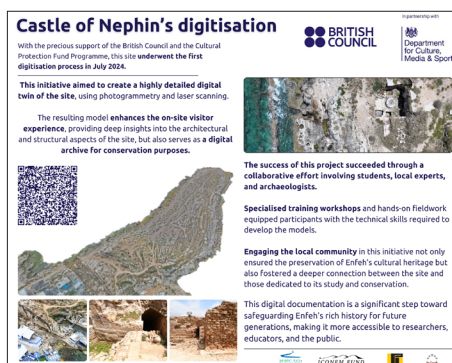 Castle of Nephin's digitisation
With the precious support of the British Council and the Cultural
Protection Fund Programme, this site underwent the first
digitisation process in July 2024.
This initiative aimed to create a highly detailed digital
twin of the site, using photogrammetry and laser scanning.
The resulting model enhances the on-site visitor
experience, providing deep insights into the architectural
and structural aspects of the site, but also serves as a digital
archive for conservation purposes.
BRITISH
COUNCIL
In partnership with
Department
for Culture,
Media & Sport
The success of this project succeeded through a
collaborative effort involving students, local experts,
and archaeologists.
Specialised training workshops and hands-on fieldwork
equipped participants with the technical skills required to
develop the models.
Engaging the local community in this initiative not only
ensured the preservation of Enfeh's cultural heritage but
also fostered a deeper connection between the site and
those dedicated to its study and conservation.
This digital documentation is a significant step toward
safeguarding Enfeh's rich history for future
generations, making it more accessible to researchers,
educators, and the public.
ICONEM FUND